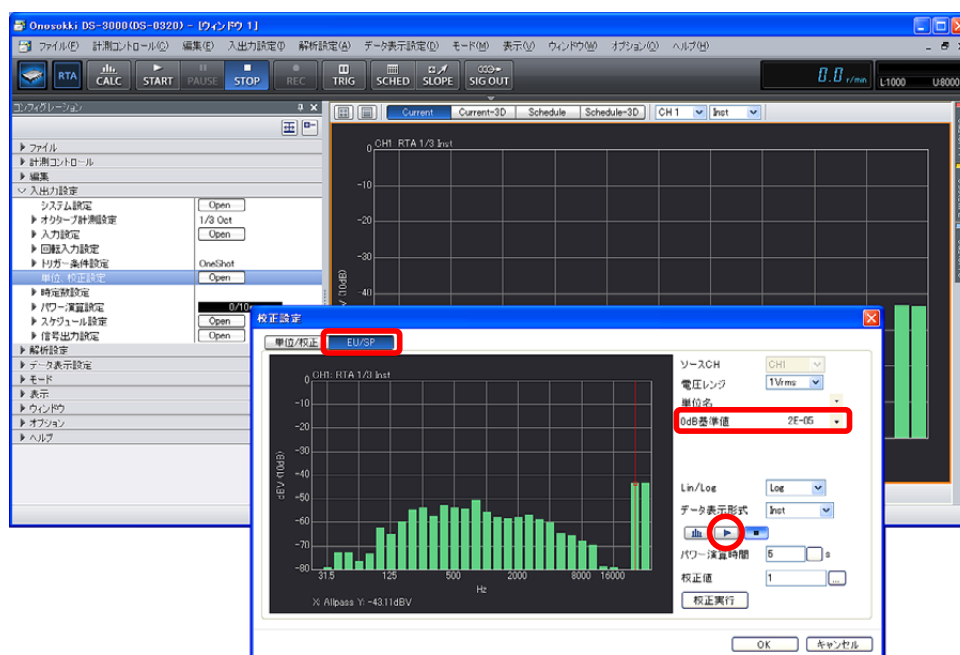 Onosokki DS-3000(DS-0320) - [ウィンドウ 1]
ファイル(F) 計測コントロール(C) 編集(E) 入出力設定(I) 解析設定(A) データ表示設定(D) モード(M) 表示(V) ウィンドウ(W) オプション(O) ヘルプ(H)
RTA CALC START PAUSE STOP REC TRIG SCHED SLOPE SIG OUT 0.0 r/min L1000 U8000
コンフィグレーション
Current Current-3D Schedule Schedule-3D CH 1 Inst
ファイル
計測コントロール
編集
入出力設定
システム設定 Open
オクターブ計測設定 1/3 Oct
入力設定 Open
回転入力設定
トリガー条件設定 OneShot
単位 校正設定 Open
時定数設定
パワー演算設定 0/10
スケジュール設定 Open
信号出力設定 Open
解析設定
データ表示設定
モード
表示
ウィンドウ
オプション
ヘルプ
CH1: RTA 1/3 Inst
0
-10
-20
-30
-40
校正設定
単位/校正 EU/SP
CH1: RTA 1/3 Inst
0
-10
-20
-30
-40
-50
-60
-70
-80
dBV (10dB)
31.5 125 500 2000 8000 16000
Hz
X: Allpass Y: -43.11dBV
ソースCH CH1
電圧レンジ 1Vrms
単位名
0dB基準値 2E-05
Lin/Log Log
データ表示形式 Inst
パワー演算時間 5 s
校正値 1 ...
校正実行
OK キャンセル